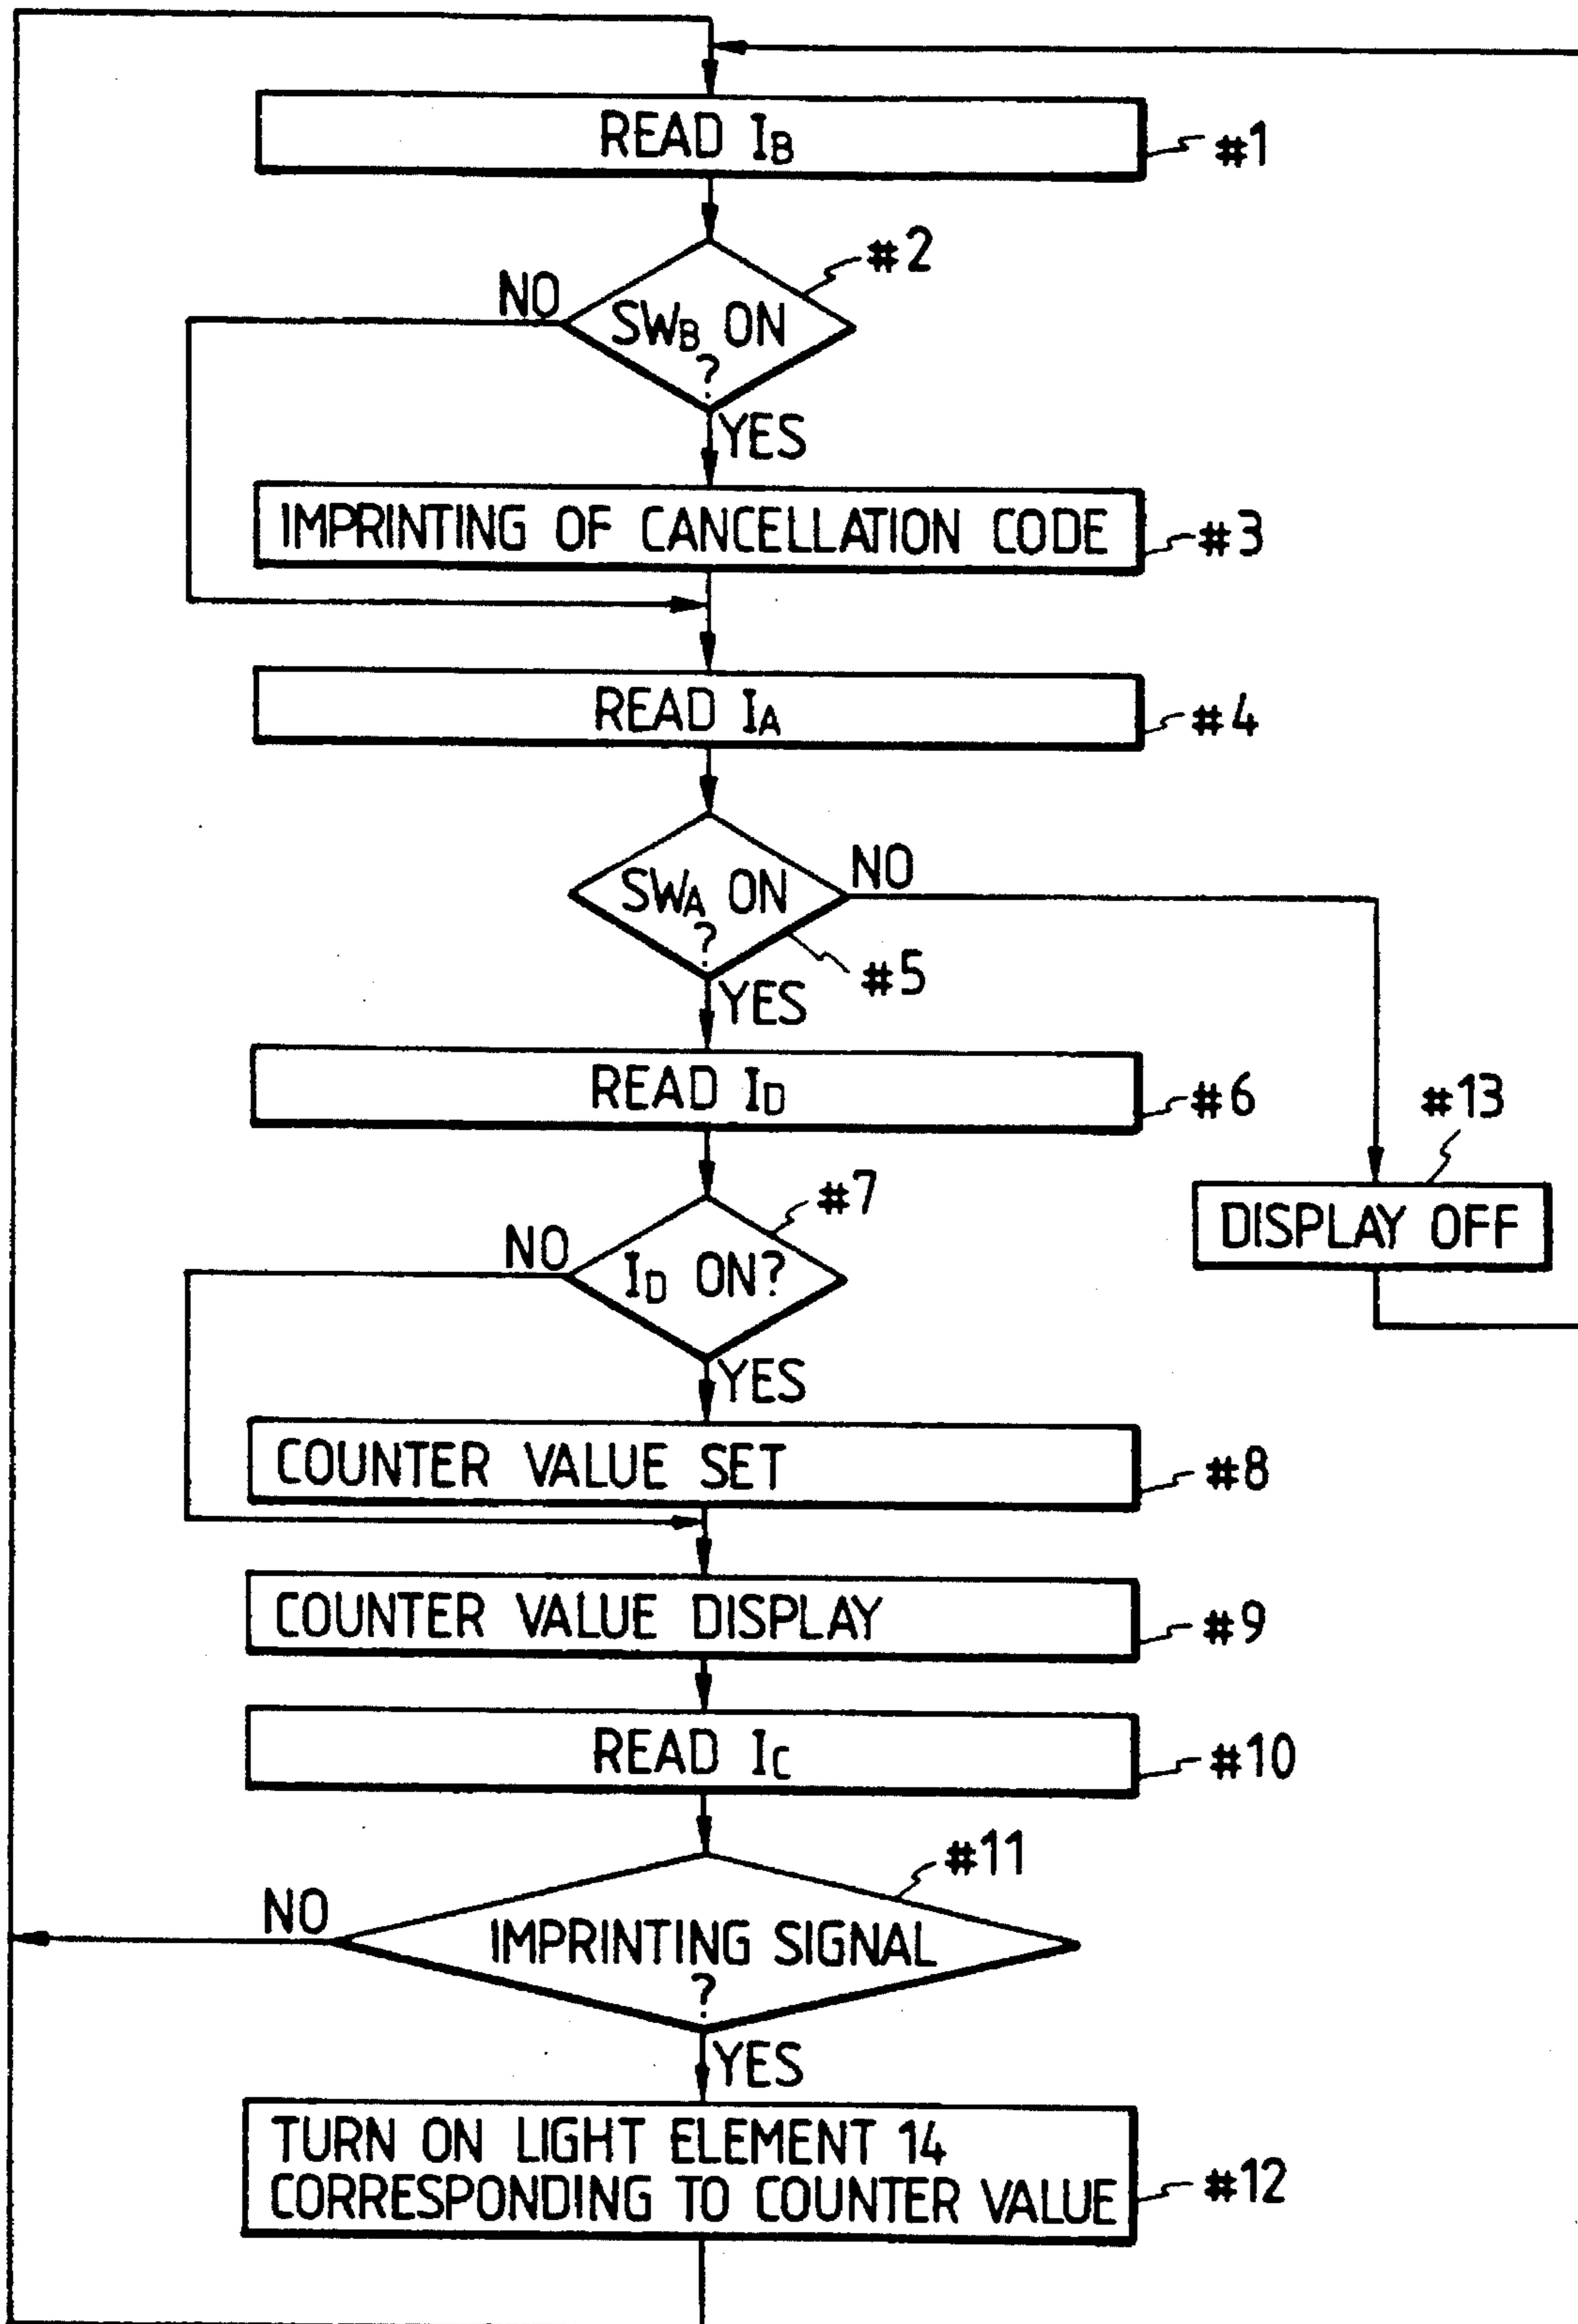 READ IB
#1
#2
NO
SWB ON
?
YES
IMPRINTING OF CANCELLATION CODE
#3
READ IA
#4
SWA ON
?
NO
#5
YES
READ ID
#6
#13
DISPLAY OFF
#7
NO
ID ON?
YES
COUNTER VALUE SET
#8
COUNTER VALUE DISPLAY
#9
READ IC
#10
#11
NO
IMPRINTING SIGNAL
?
YES
TURN ON LIGHT ELEMENT 14
CORRESPONDING TO COUNTER VALUE
#12